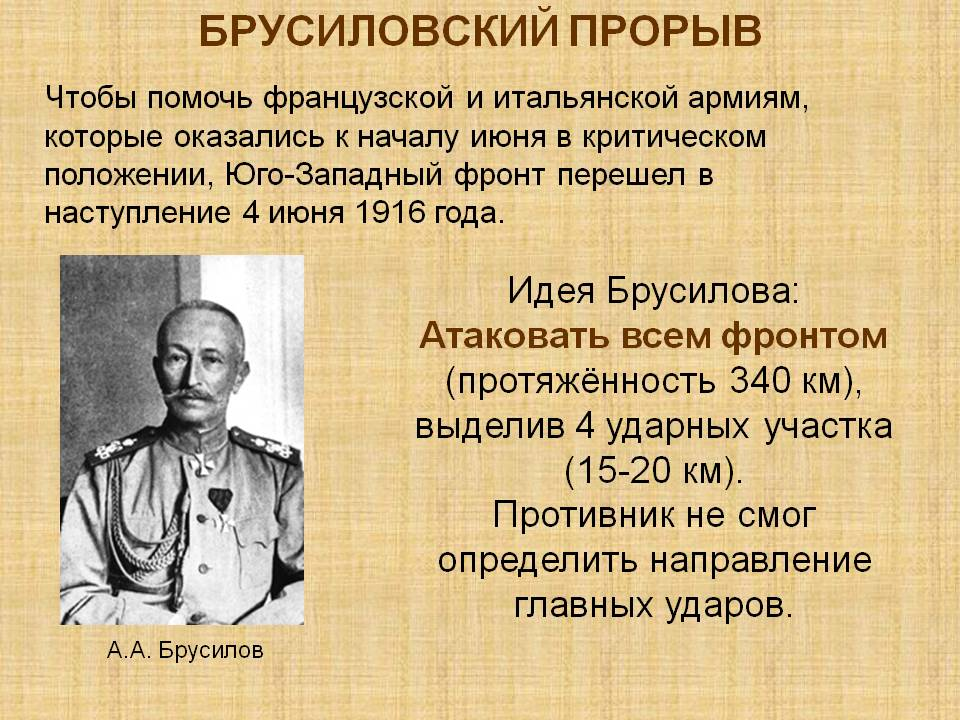 БРУСИЛОВСКИЙ ПРОРЫВ
Чтобы помочь французской и итальянской армиям,
которые оказались к началу июня в критическом
положении, Юго-Западный фронт перешел в
наступление 4 июня 1916 года.
Идея Брусилова:
Атаковать всем фронтом
(протяжённость 340 км),
выделив 4 ударных участка
(15-20 км).
Противник не смог
определить направление
главных ударов.
А.А. Брусилов